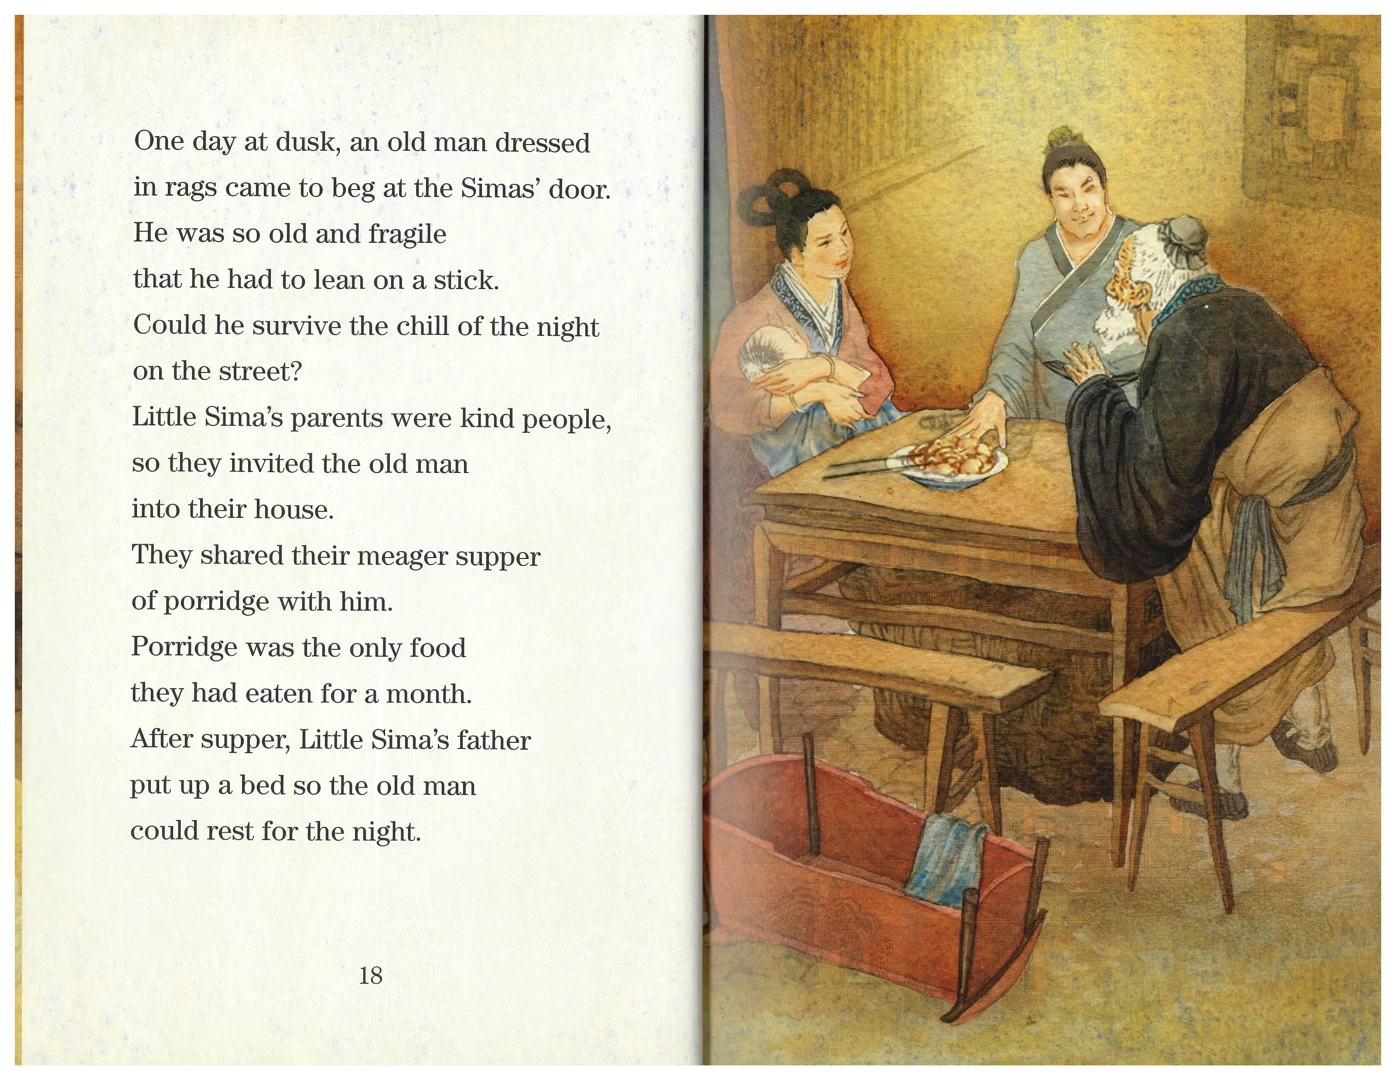 One day at dusk, an old man dressed
in rags came to beg at the Simas’ door.
He was so old and fragile
that he had to lean on a stick.
Could he survive the chill of the night
on the street?
Little Sima’s parents were kind people,
so they invited the old man
into their house.
They shared their meager supper
of porridge with him.
Porridge was the only food
they had eaten for a month.
After supper, Little Sima’s father
put up a bed so the old man
could rest for the night.
18